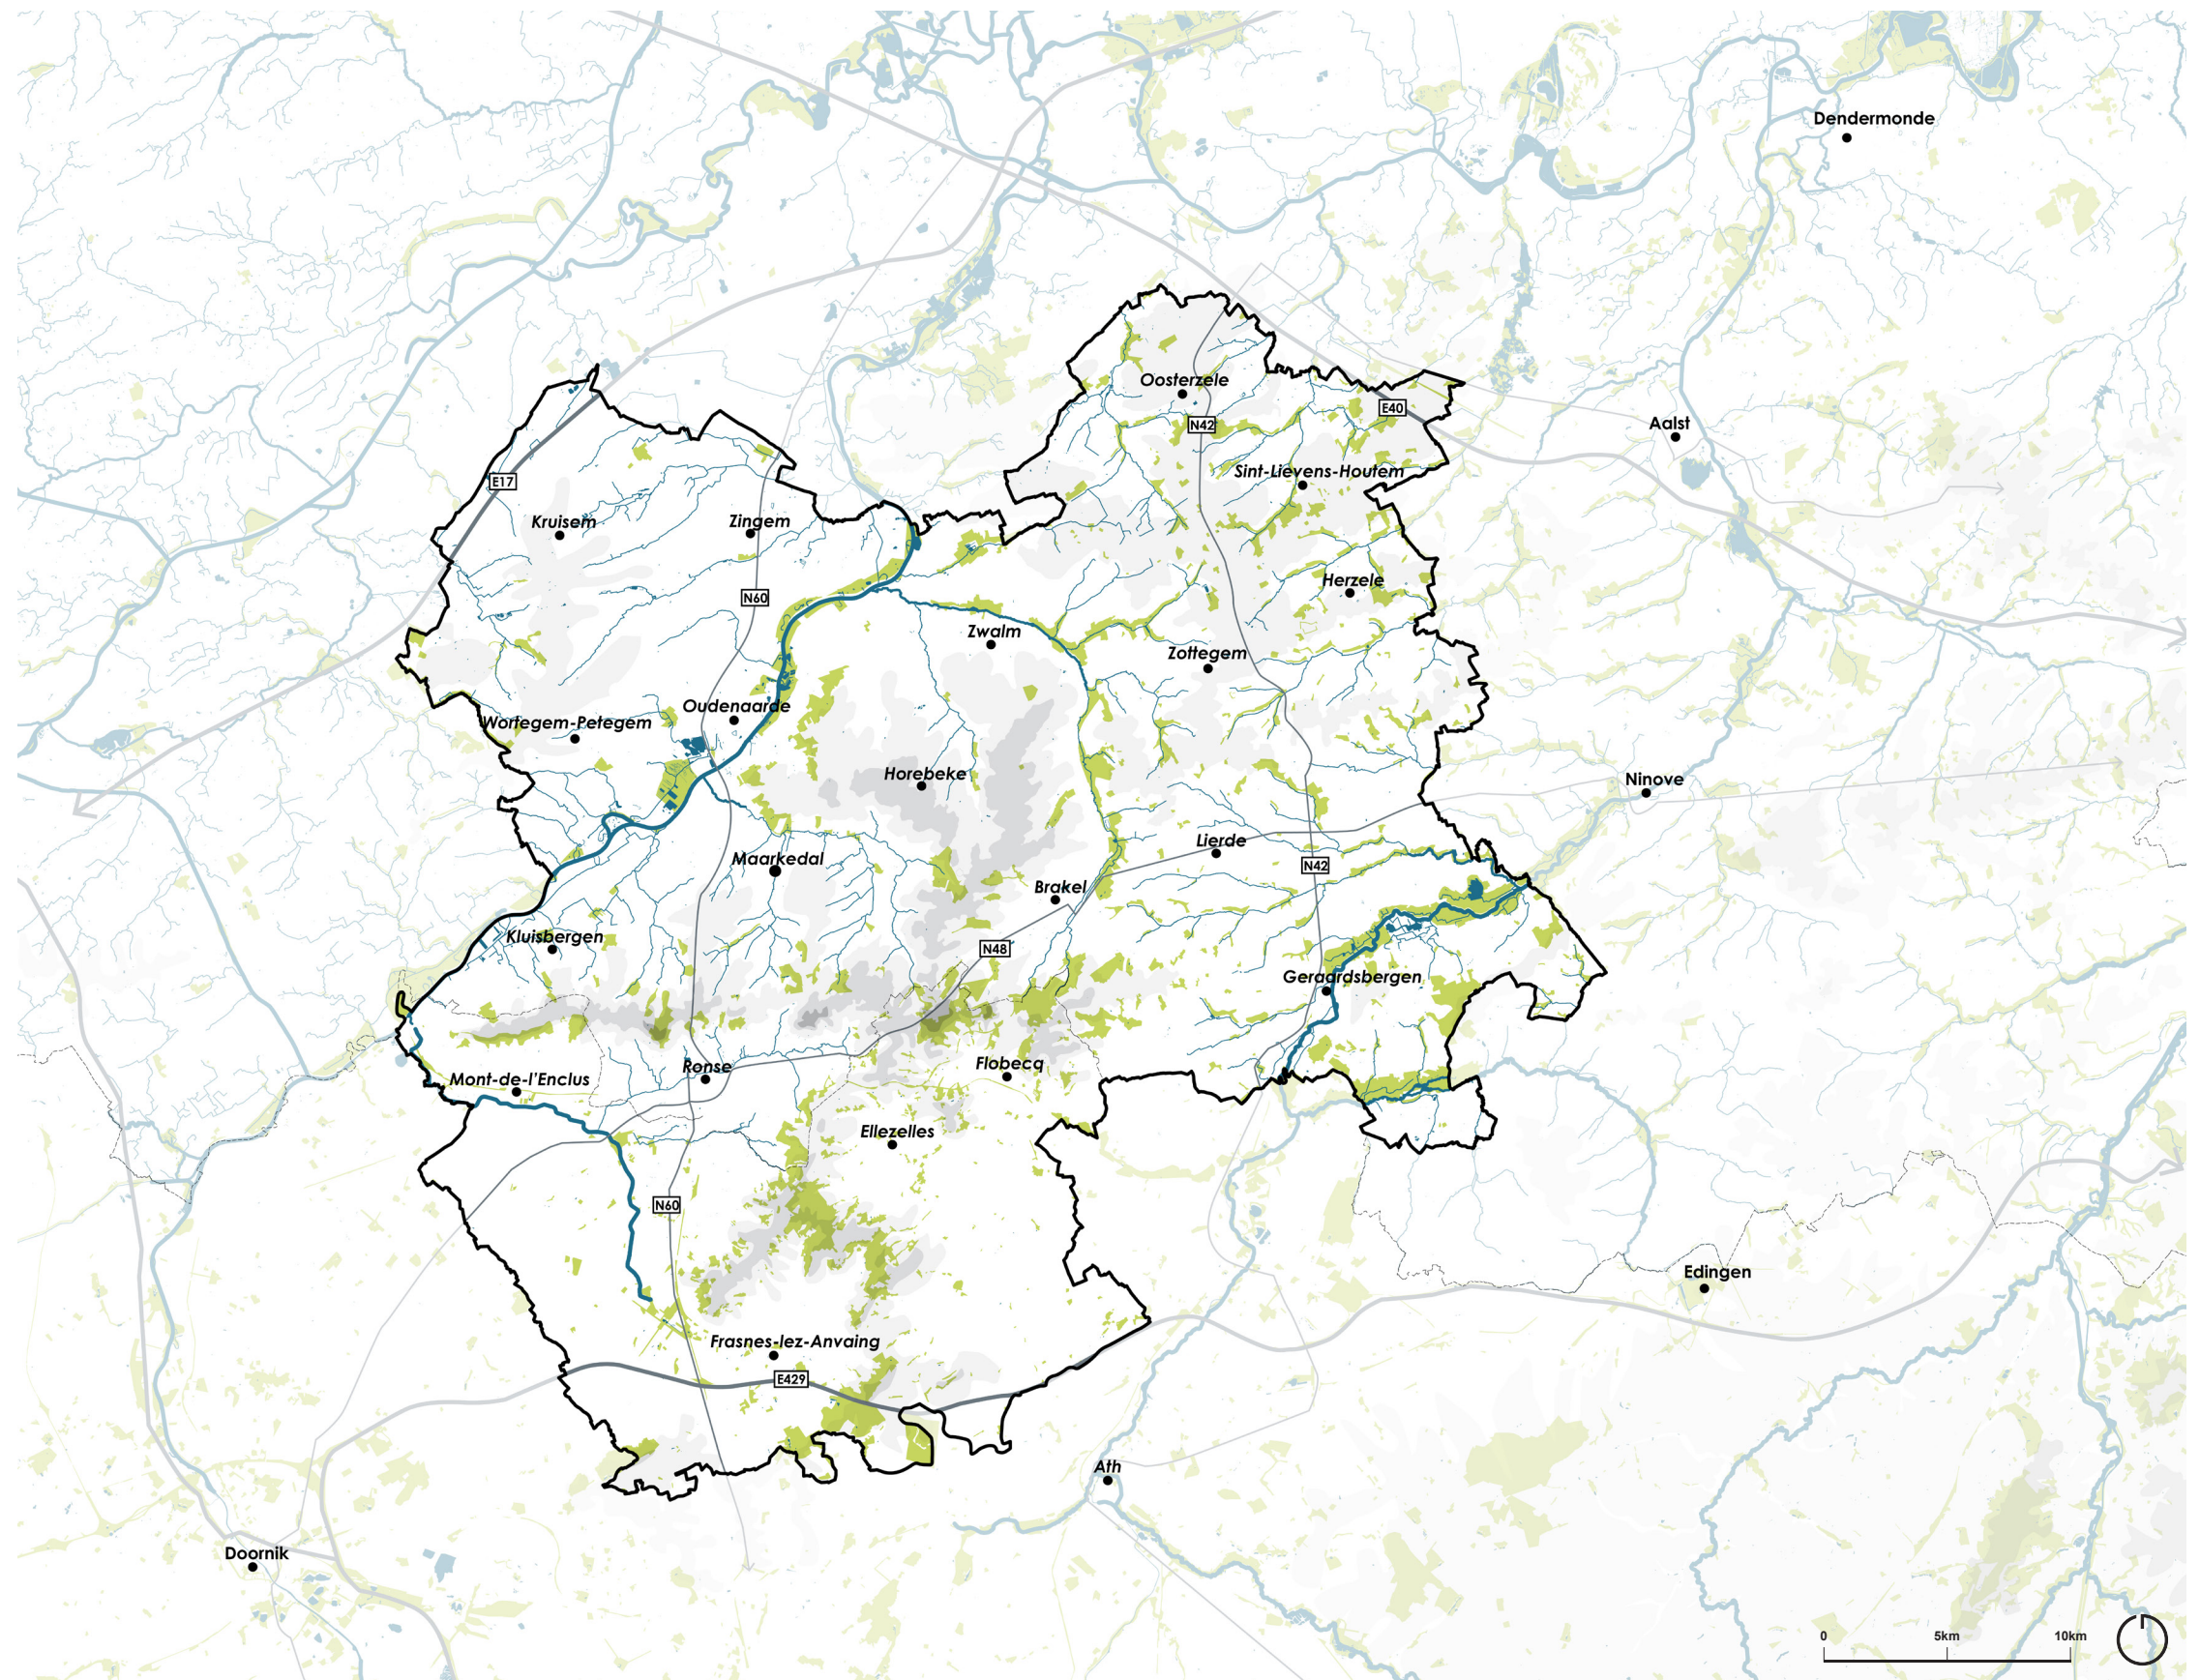 Dendermonde
Oosterzele
E40
Aalst
N42
Sint-Lievens-Houtem
E17
Kruisem
Zingem
Herzele
N60
Zwalm
Zottegem
Oudenaarde
Wortegem-Petegem
Horebeke
Ninove
Lierde
Maarkedal
N42
Brakel
Kluisbergen
N48
Geraardsbergen
Ronse
Flobecq
Mont-de-l'Enclus
Ellezelles
N60
Edingen
Frasnes-lez-Anvaing
E429
Ath
Doornik
0 5km 10km